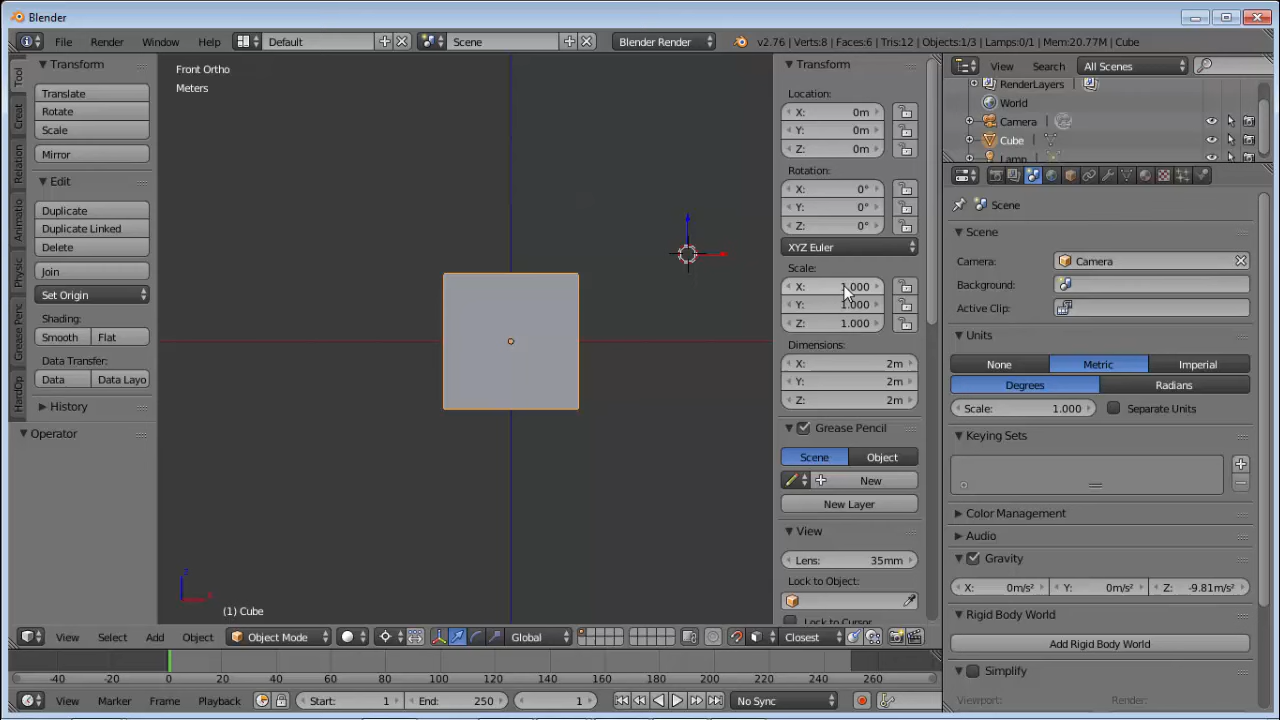 Blender
File Render Window Help Default Scene Blender Render v2.76 | Verts:8 | Faces:6 | Tris:12 | Objects:1/3 | Lamps:0/1 | Mem:20.77M | Cube
Tool
Creat
Relation
Animatio
Physic
Grease Penc
HardOp
Transform
Translate
Rotate
Scale
Mirror
Edit
Duplicate
Duplicate Linked
Delete
Join
Set Origin
Shading:
Smooth Flat
Data Transfer:
Data Data Layo
History
Operator
Front Ortho
Meters
z
x
(1) Cube
Transform
Location:
X: 0m
Y: 0m
Z: 0m
Rotation:
X: 0°
Y: 0°
Z: 0°
XYZ Euler
Scale:
X: 1.000
Y: 1.000
Z: 1.000
Dimensions:
X: 2m
Y: 2m
Z: 2m
Grease Pencil
Scene Object
New
New Layer
View
Lens: 35mm
Lock to Object:
Lock to Cursor
View Search All Scenes
RenderLayers
World
Camera
Cube
Lamp
Scene
Scene
Camera: Camera
Background:
Active Clip:
Units
None Metric Imperial
Degrees Radians
Scale: 1.000 Separate Units
Keying Sets
Color Management
Audio
Gravity
X: 0m/s² Y: 0m/s² Z: -9.81m/s²
Rigid Body World
Add Rigid Body World
Simplify
Viewport: Render:
View Select Add Object Object Mode Global Closest
-40 -20 0 20 40 60 80 100 120 140 160 180 200 220 240 260 280
View Marker Frame Playback Start: 1 End: 250 1 No Sync